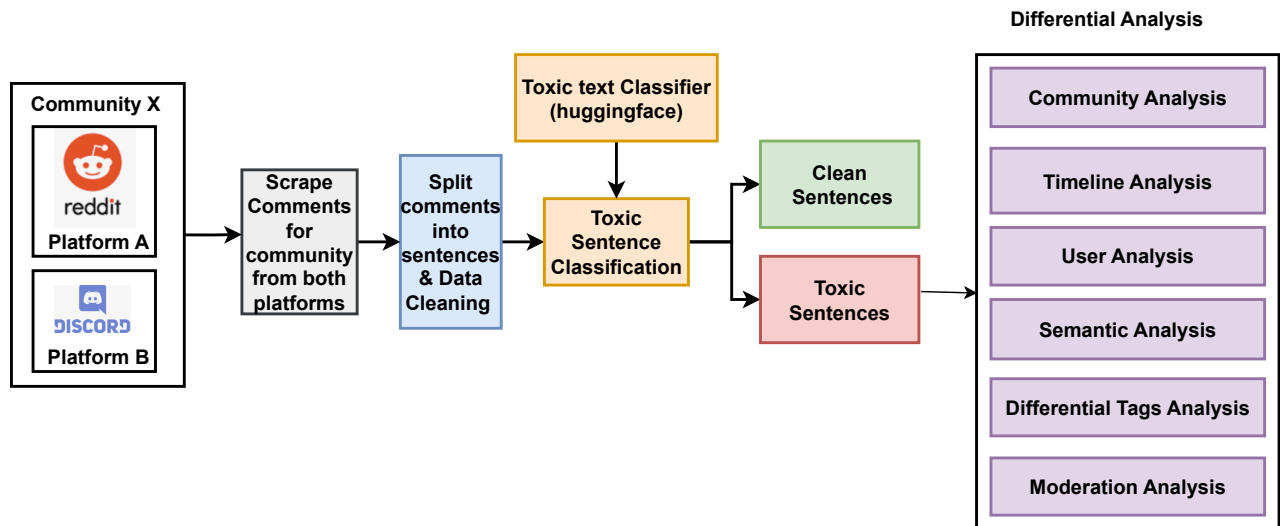 Differential Analysis
Community X
reddit
Platform A
DISCORD
Platform B
Scrape
Comments
for
community
from both
platforms
Split
comments
into
sentences
& Data
Cleaning
Toxic text Classifier
(huggingface)
Toxic
Sentence
Classification
Clean
Sentences
Toxic
Sentences
Community Analysis
Timeline Analysis
User Analysis
Semantic Analysis
Differential Tags Analysis
Moderation Analysis